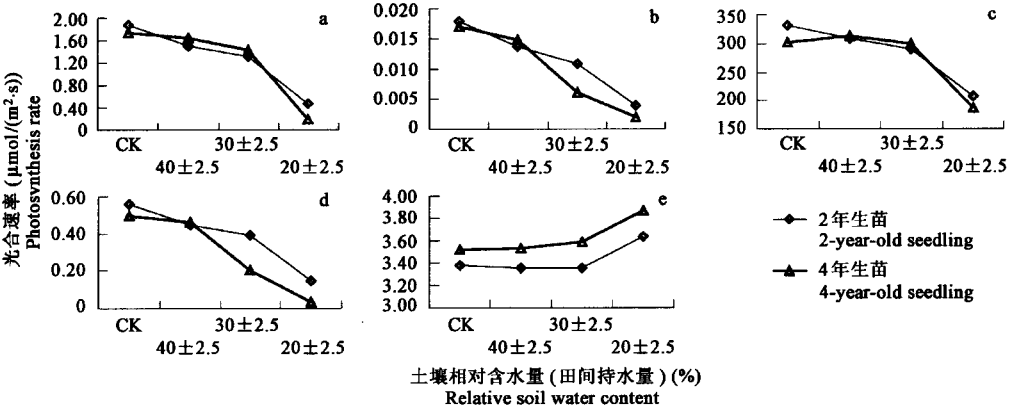 光合速率 (μmol/(m²·s))
Photosvnthesis rate
2.00
1.60
1.20
0.80
0.40
0
a
CK
40±2.5
30±2.5
20±2.5
0.020
0.015
0.010
0.005
0
b
CK
40±2.5
30±2.5
20±2.5
350
300
250
200
150
c
CK
40±2.5
30±2.5
20±2.5
0.60
0.40
0.20
0
d
CK
40±2.5
30±2.5
20±2.5
4.00
3.80
3.60
3.40
3.20
3.00
e
CK
40±2.5
30±2.5
20±2.5
2年生苗
2-year-old seedling
4年生苗
4-year-old seedling
土壤相对含水量 (田间持水量) (%)
Relative soil water content